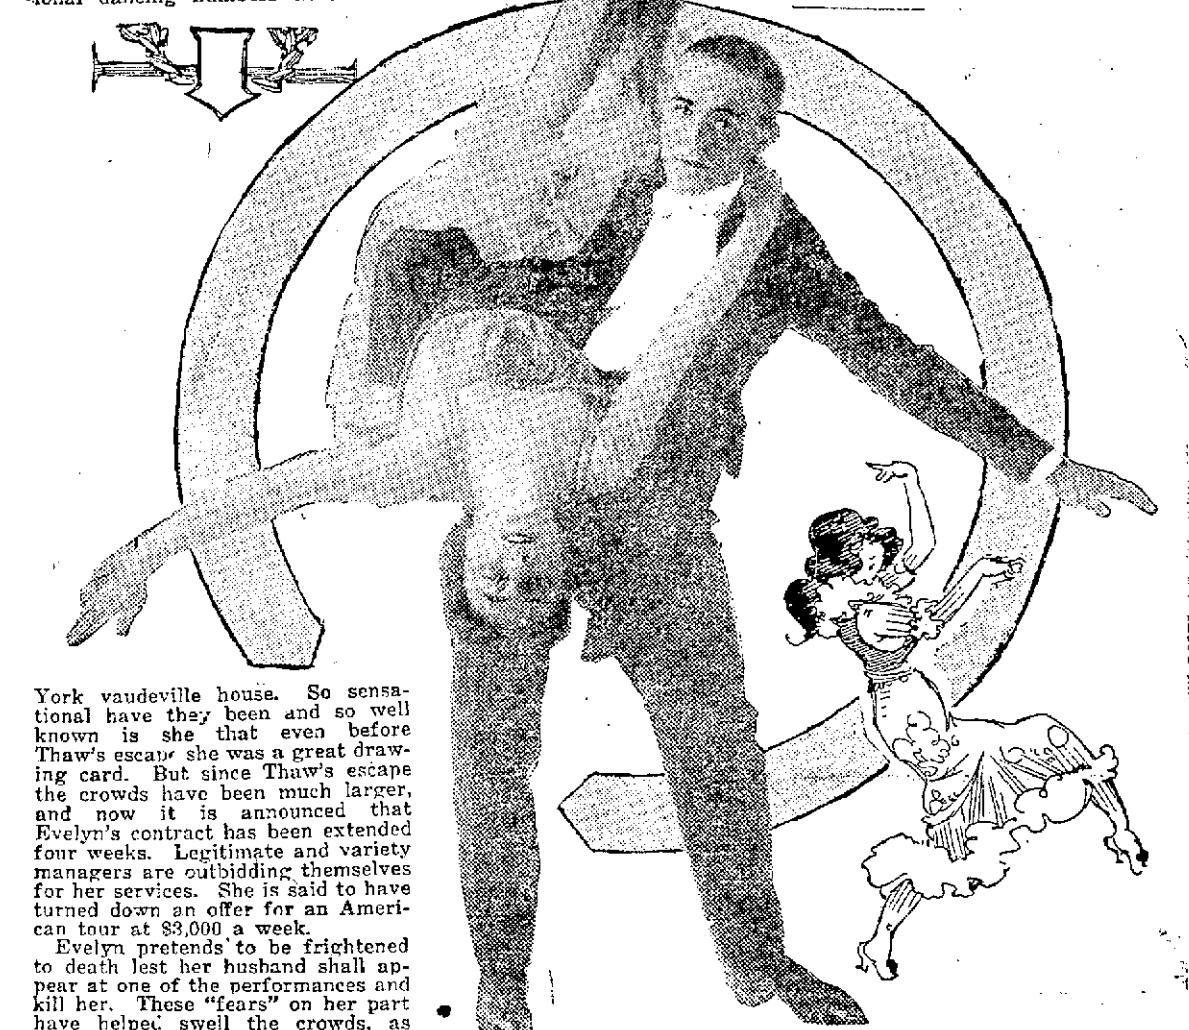 dancing
York vaudeville house. So sensa-
tional have they been and so well
known is she that even before
Thaw's escape she was a great draw-
ing card. But since Thaw's escape
the crowds have been much larger,
and now it is announced that
Evelyn's contract has been extended
four weeks. Legitimate and variety
managers are outbidding themselves
for her services. She is said to have
turned down an offer for an Ameri-
can tour at $3,000 a week.
Evelyn pretends to be frightened
to death lest her husband shall ap-
pear at one of the performances and
kill her. These "fears" on her part
have helped swell the crowds, as